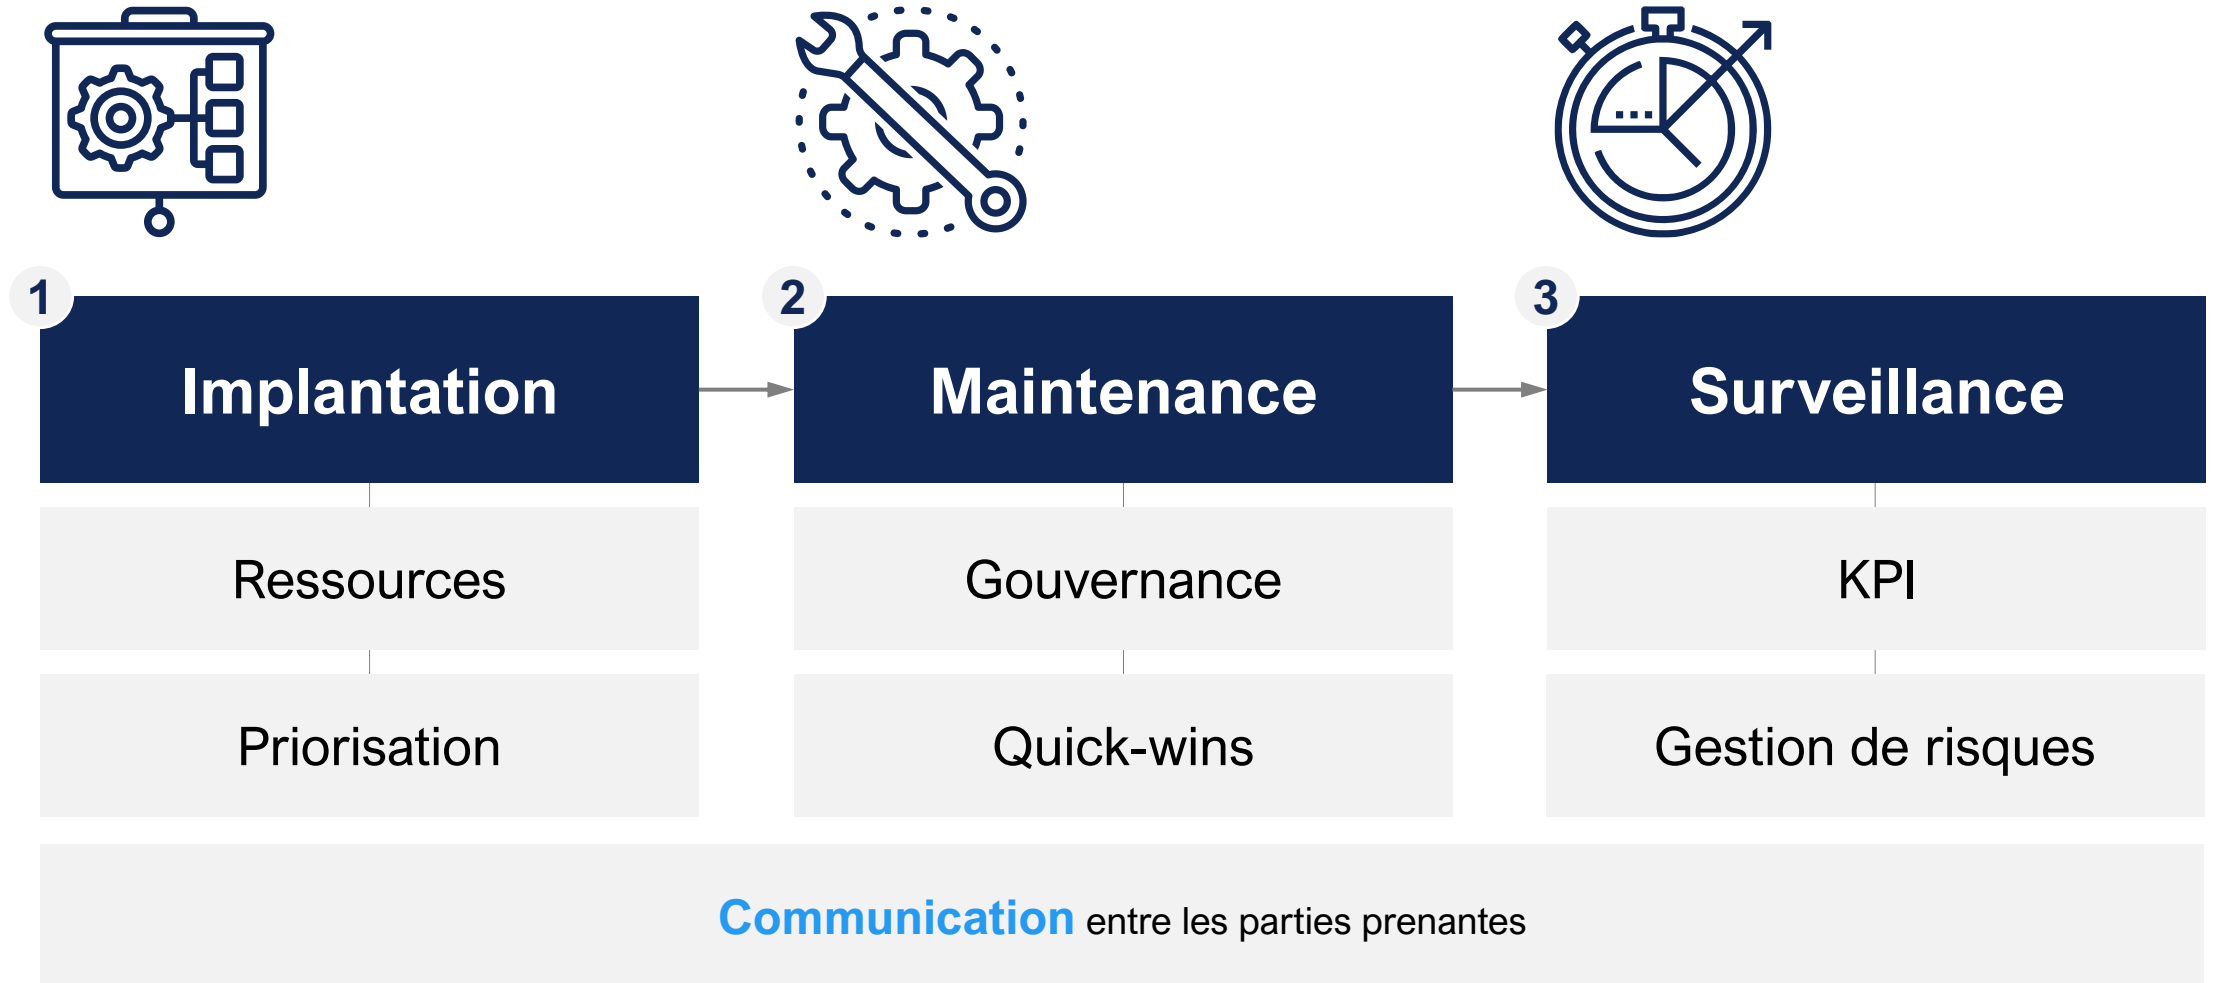 1
Implantation
Ressources
Priorisation
2
Maintenance
Gouvernance
Quick-wins
3
Surveillance
KPI
Gestion de risques
Communication entre les parties prenantes